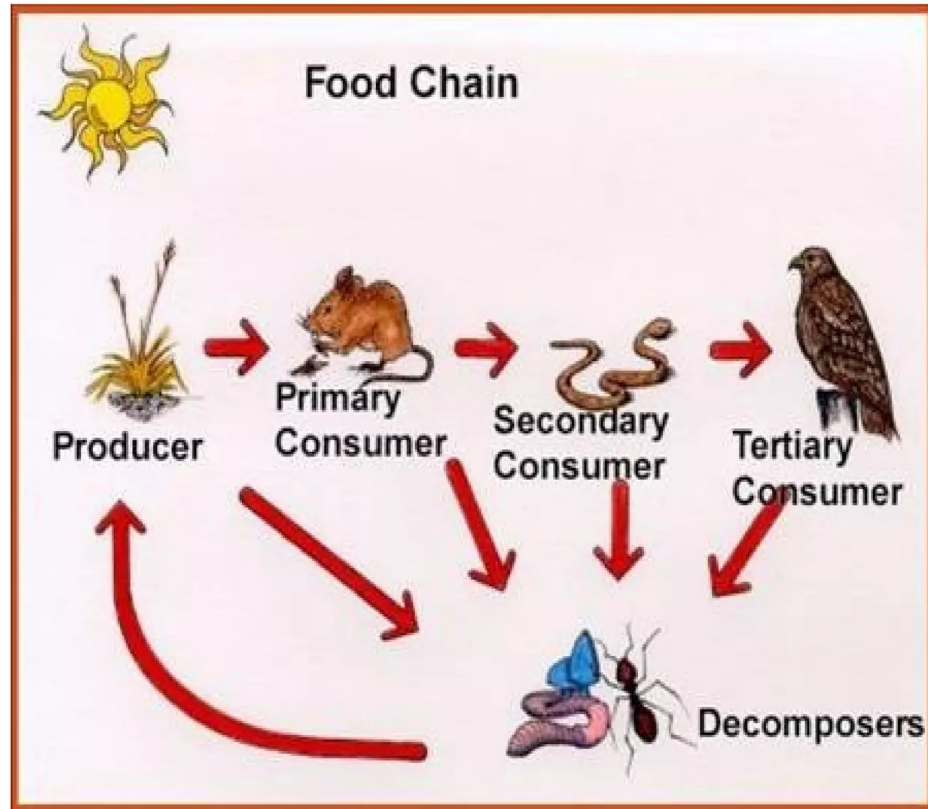 Food Chain
Producer
Primary
Consumer
Secondary
Consumer
Tertiary
Consumer
Decomposers